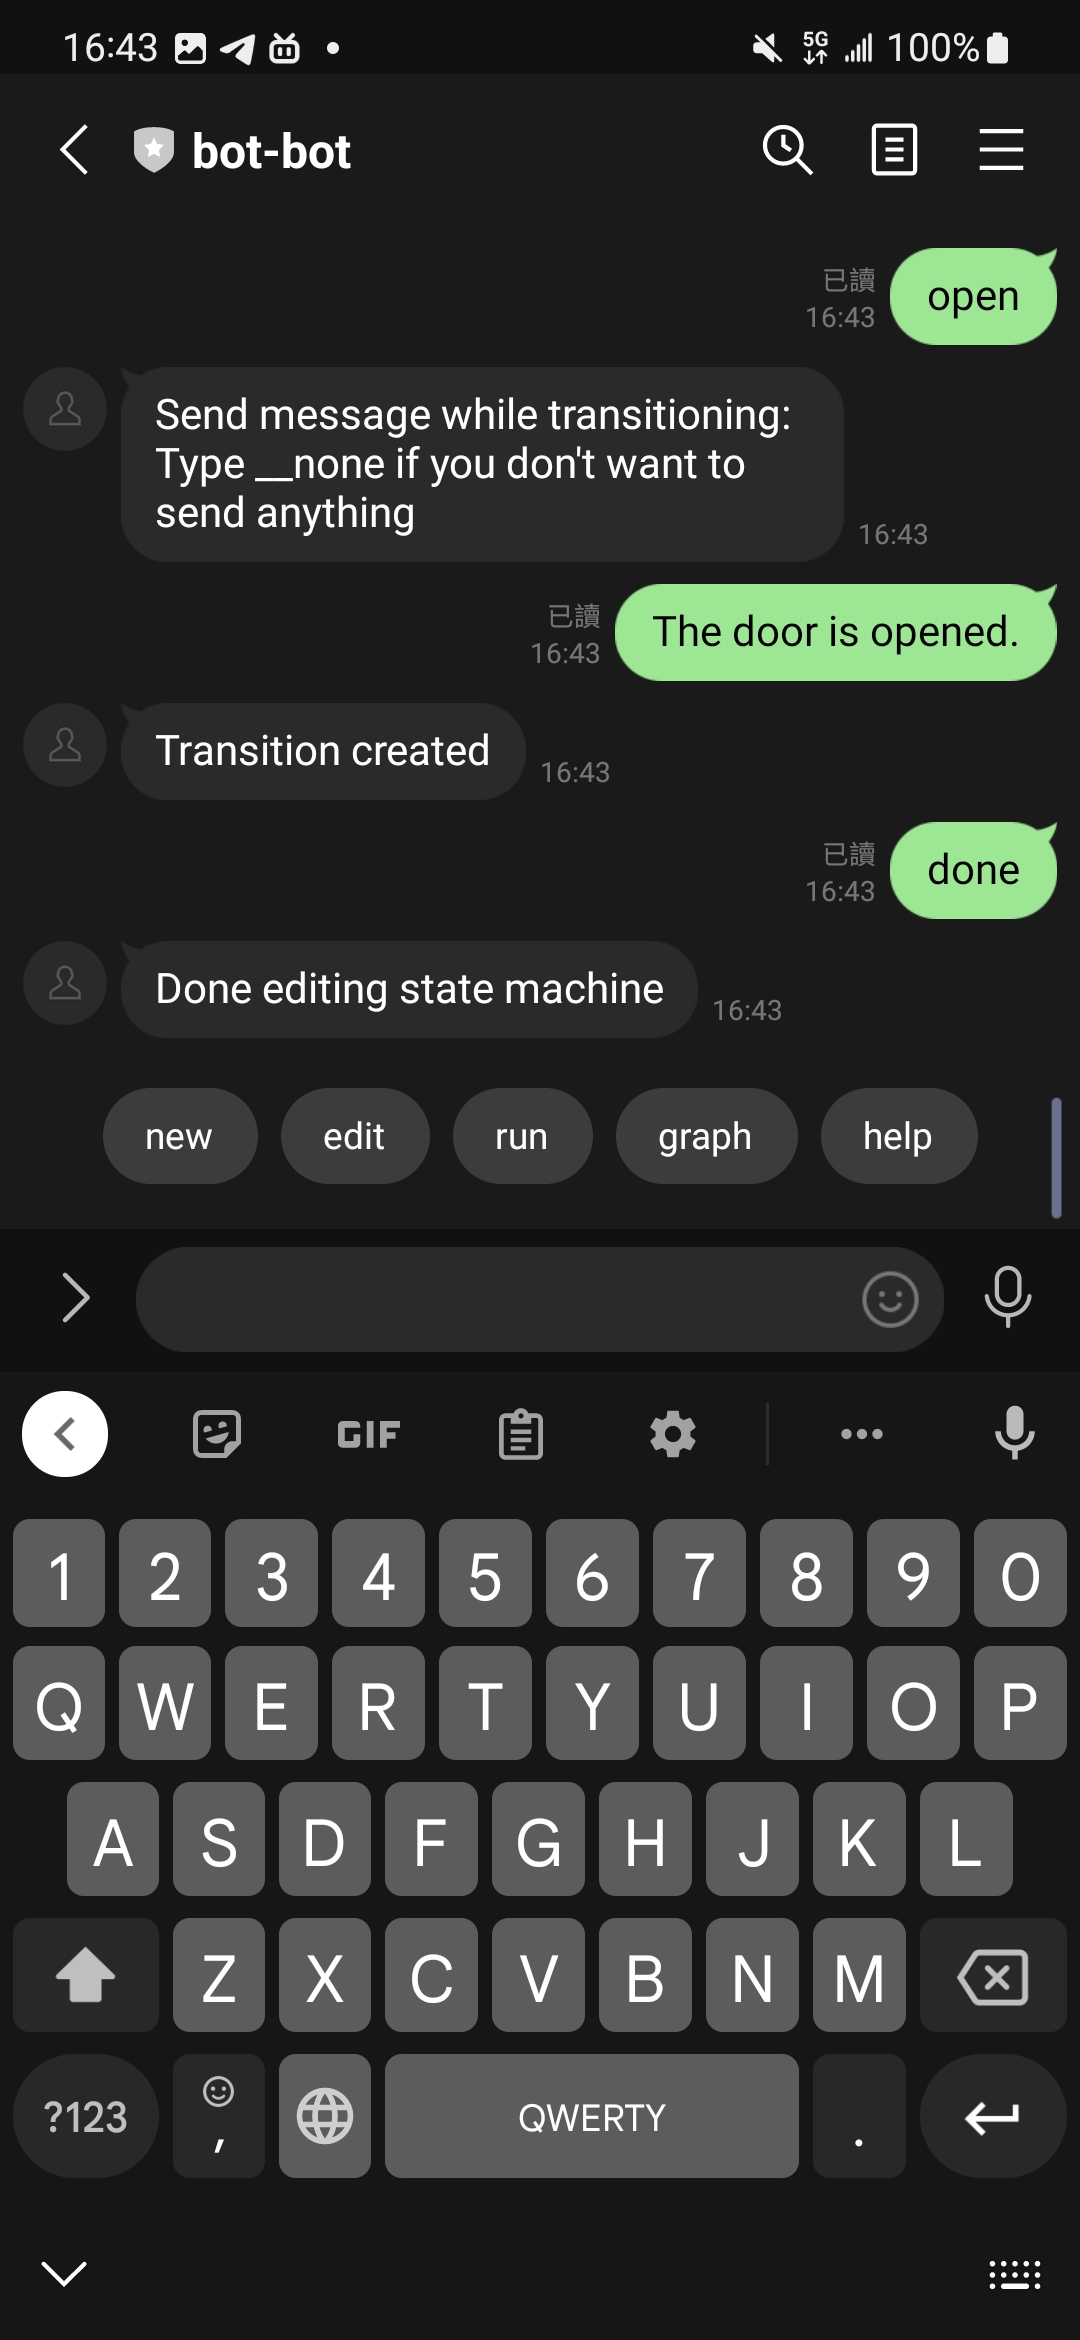 16:43
5G
100%
bot-bot
已讀
16:43
open
Send message while transitioning:
Type __none if you don't want to
send anything
16:43
已讀
16:43
The door is opened.
Transition created
16:43
已讀
16:43
done
Done editing state machine
16:43
new edit run graph help
GIF
1 2 3 4 5 6 7 8 9 0
Q W E R T Y U I O P
A S D F G H J K L
Z X C V B N M
?123 , QWERTY .